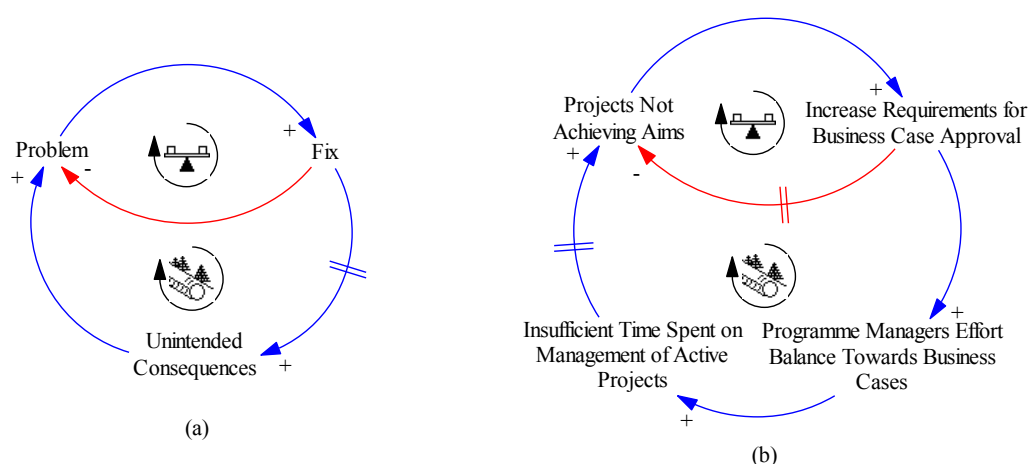 Problem
+
-
+
Fix
Unintended
Consequences
+
(a)
Projects Not
Achieving Aims
+
-
+
Increase Requirements for
Business Case Approval
Insufficient Time Spent on
Management of Active
Projects
+
+
Programme Managers Effort
Balance Towards Business
Cases
(b)